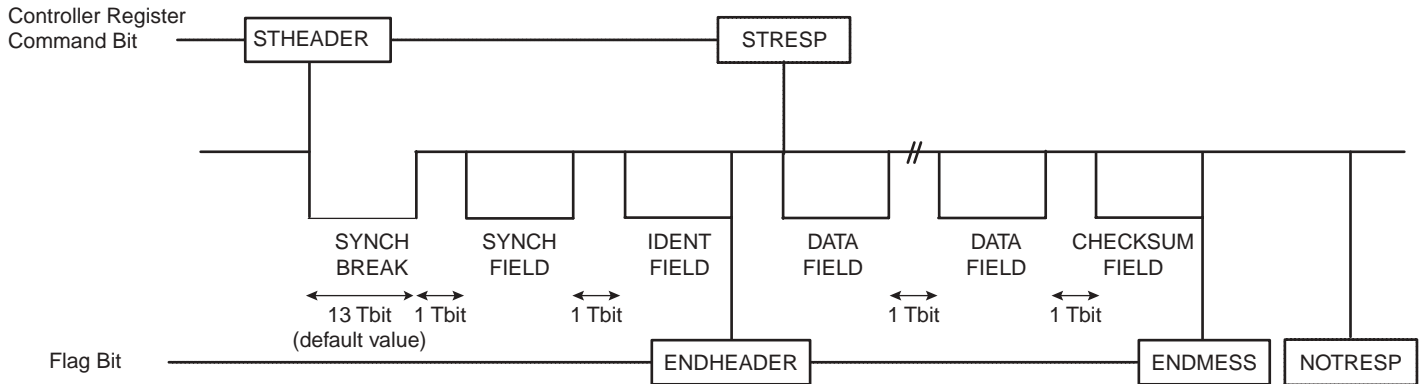 Controller Register
Command Bit
STHEADER
STRESP
SYNCH
BREAK
SYNCH
FIELD
IDENT
FIELD
DATA
FIELD
DATA
FIELD
CHECKSUM
FIELD
13 Tbit
(default value)
1 Tbit
1 Tbit
1 Tbit
1 Tbit
Flag Bit
ENDHEADER
ENDMESS
NOTRESP